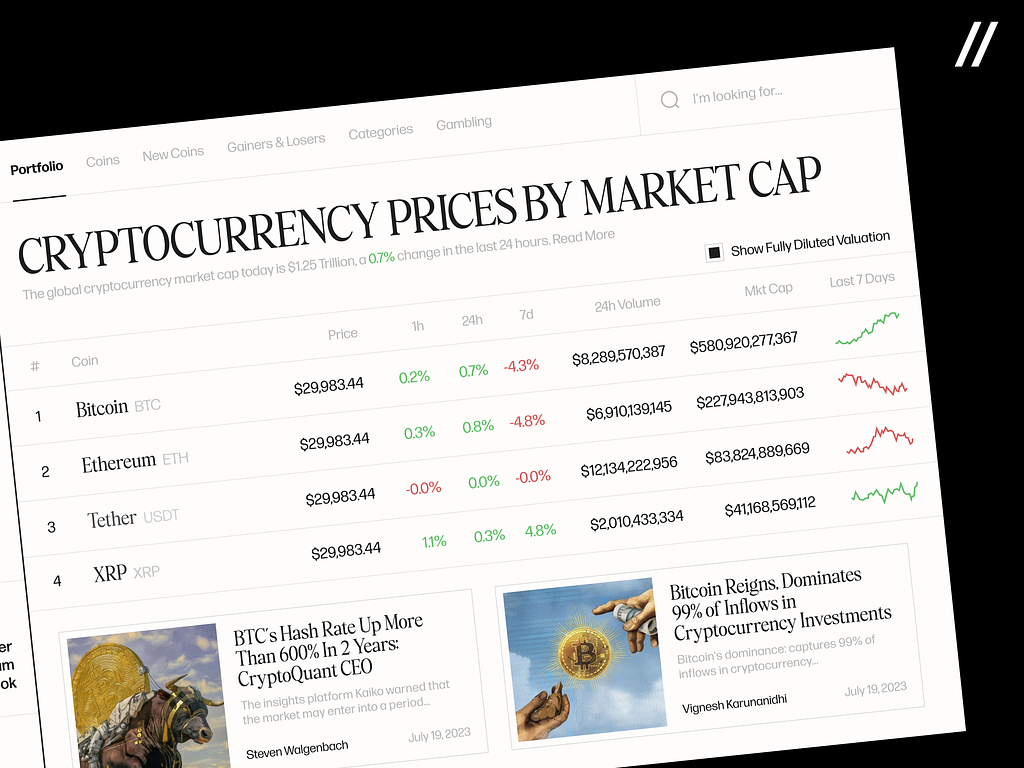 Portfolio Coins New Coins Gainers & Losers Categories Gambling I'm looking for...
CRYPTOCURRENCY PRICES BY MARKET CAP
The global cryptocurrency market cap today is $1.25 Trillion, a 0.7% change in the last 24 hours. Read More
Show Fully Diluted Valuation
# Coin Price 1h 24h 7d 24h Volume Mkt Cap Last 7 Days
1 Bitcoin BTC $29,983.44 0.2% 0.7% -4.3% $8,289,570,387 $580,920,277,367
2 Ethereum ETH $29,983.44 0.3% 0.8% -4.8% $6,910,139,145 $227,943,813,903
3 Tether USDT $29,983.44 -0.0% 0.0% -0.0% $12,134,222,956 $83,824,889,669
4 XRP XRP $29,983.44 1.1% 0.3% 4.8% $2,010,433,334 $41,168,569,112
er
um
ok
BTC's Hash Rate Up More
Than 600% In 2 Years:
CryptoQuant CEO
The insights platform Kaiko warned that
the market may enter into a period...
Steven Walgenbach July 19,2023
Bitcoin Reigns, Dominates
99% of Inflows in
Cryptocurrency Investments
Bitcoin's dominance: captures 99% of
inflows in cryptocurrency...
Vignesh Karunanidhi July 19,2023